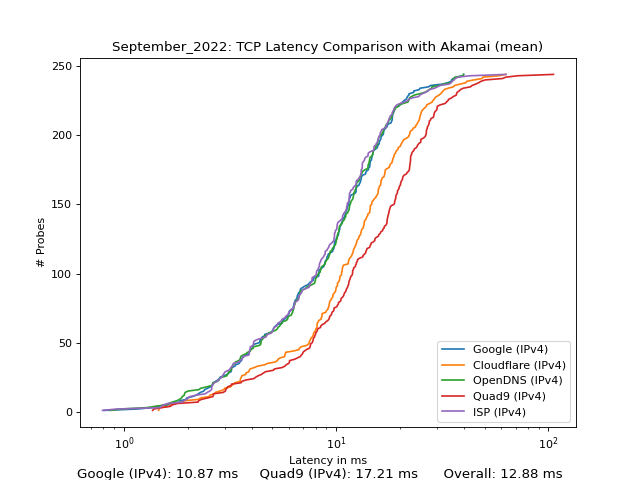 September_2022: TCP Latency Comparison with Akamai (mean)
# Probes
250
200
150
100
50
0
10⁰
10¹
10²
Google (IPv4)
Cloudflare (IPv4)
OpenDNS (IPv4)
Quad9 (IPv4)
ISP (IPv4)
Latency in ms
Google (IPv4): 10.87 ms Quad9 (IPv4): 17.21 ms Overall: 12.88 ms